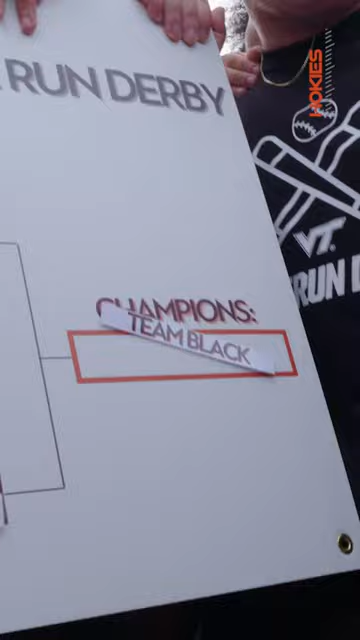 RUN DERBY
HOKIES
VT
RUN D
CHAMPIONS:
TEAM BLACK